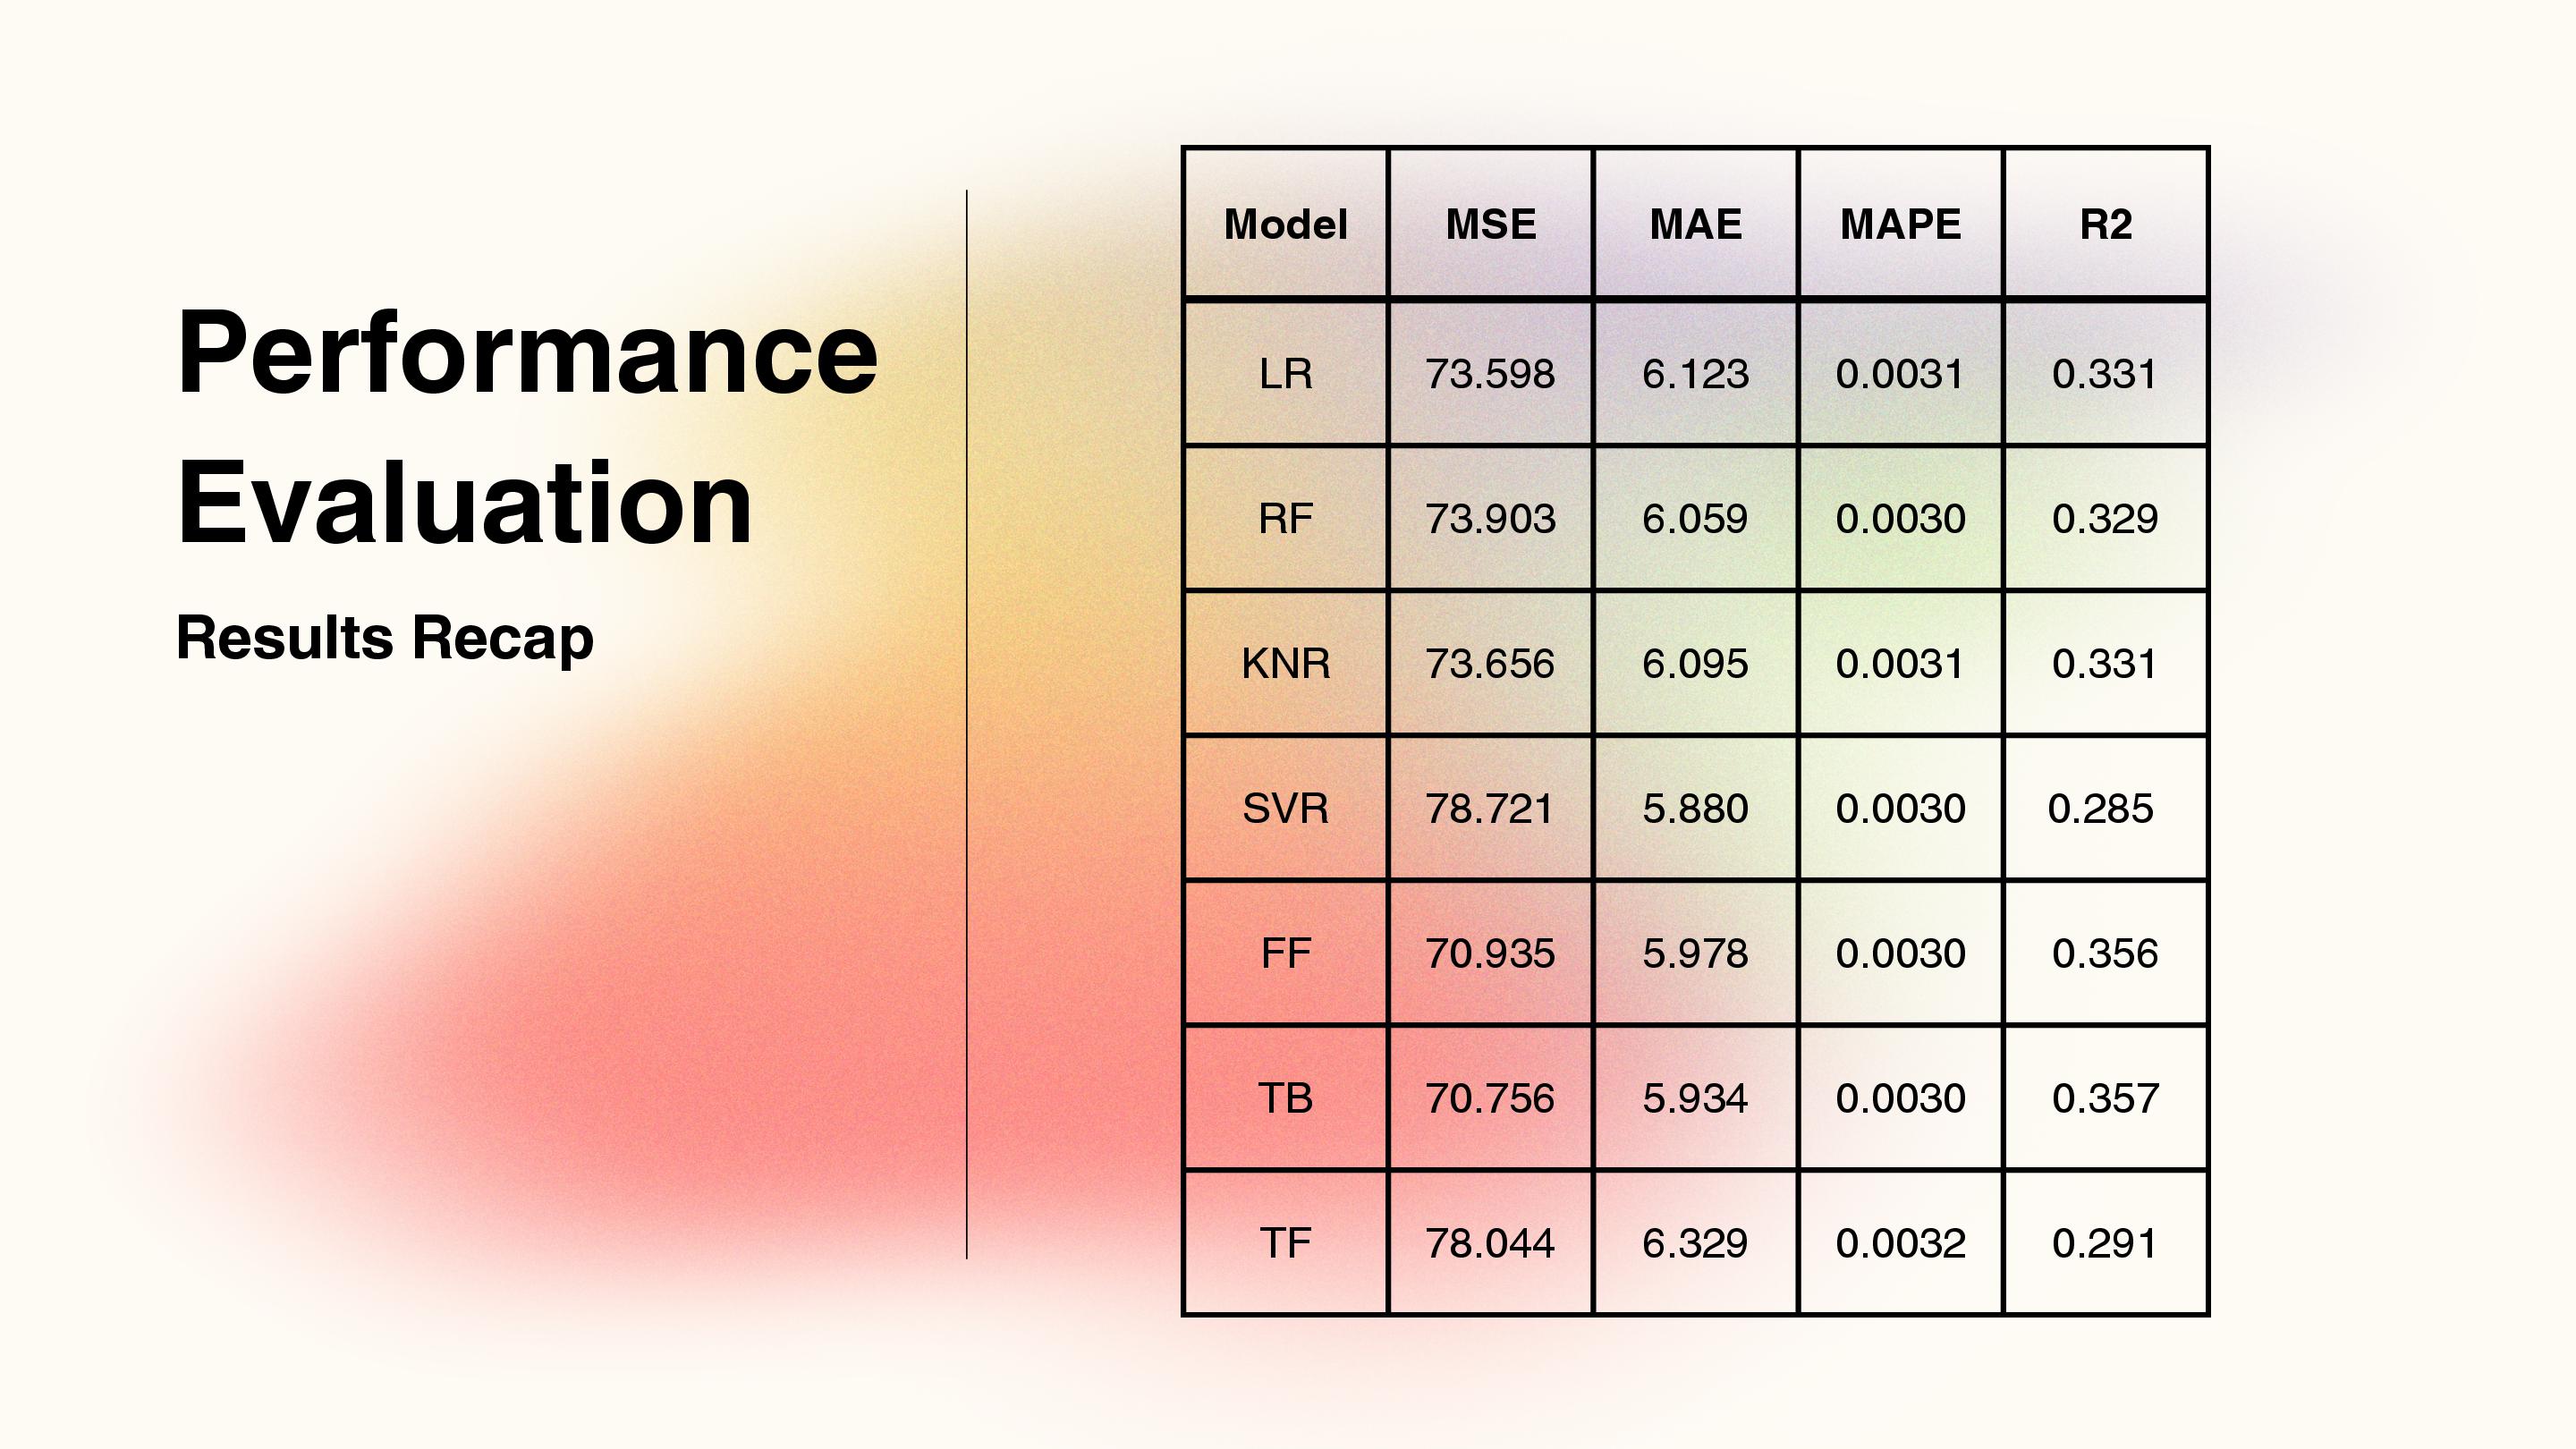 Performance
Evaluation
Results Recap
Model MSE MAE MAPE R2
LR 73.598 6.123 0.0031 0.331
RF 73.903 6.059 0.0030 0.329
KNR 73.656 6.095 0.0031 0.331
SVR 78.721 5.880 0.0030 0.285
FF 70.935 5.978 0.0030 0.356
TB 70.756 5.934 0.0030 0.357
TF 78.044 6.329 0.0032 0.291